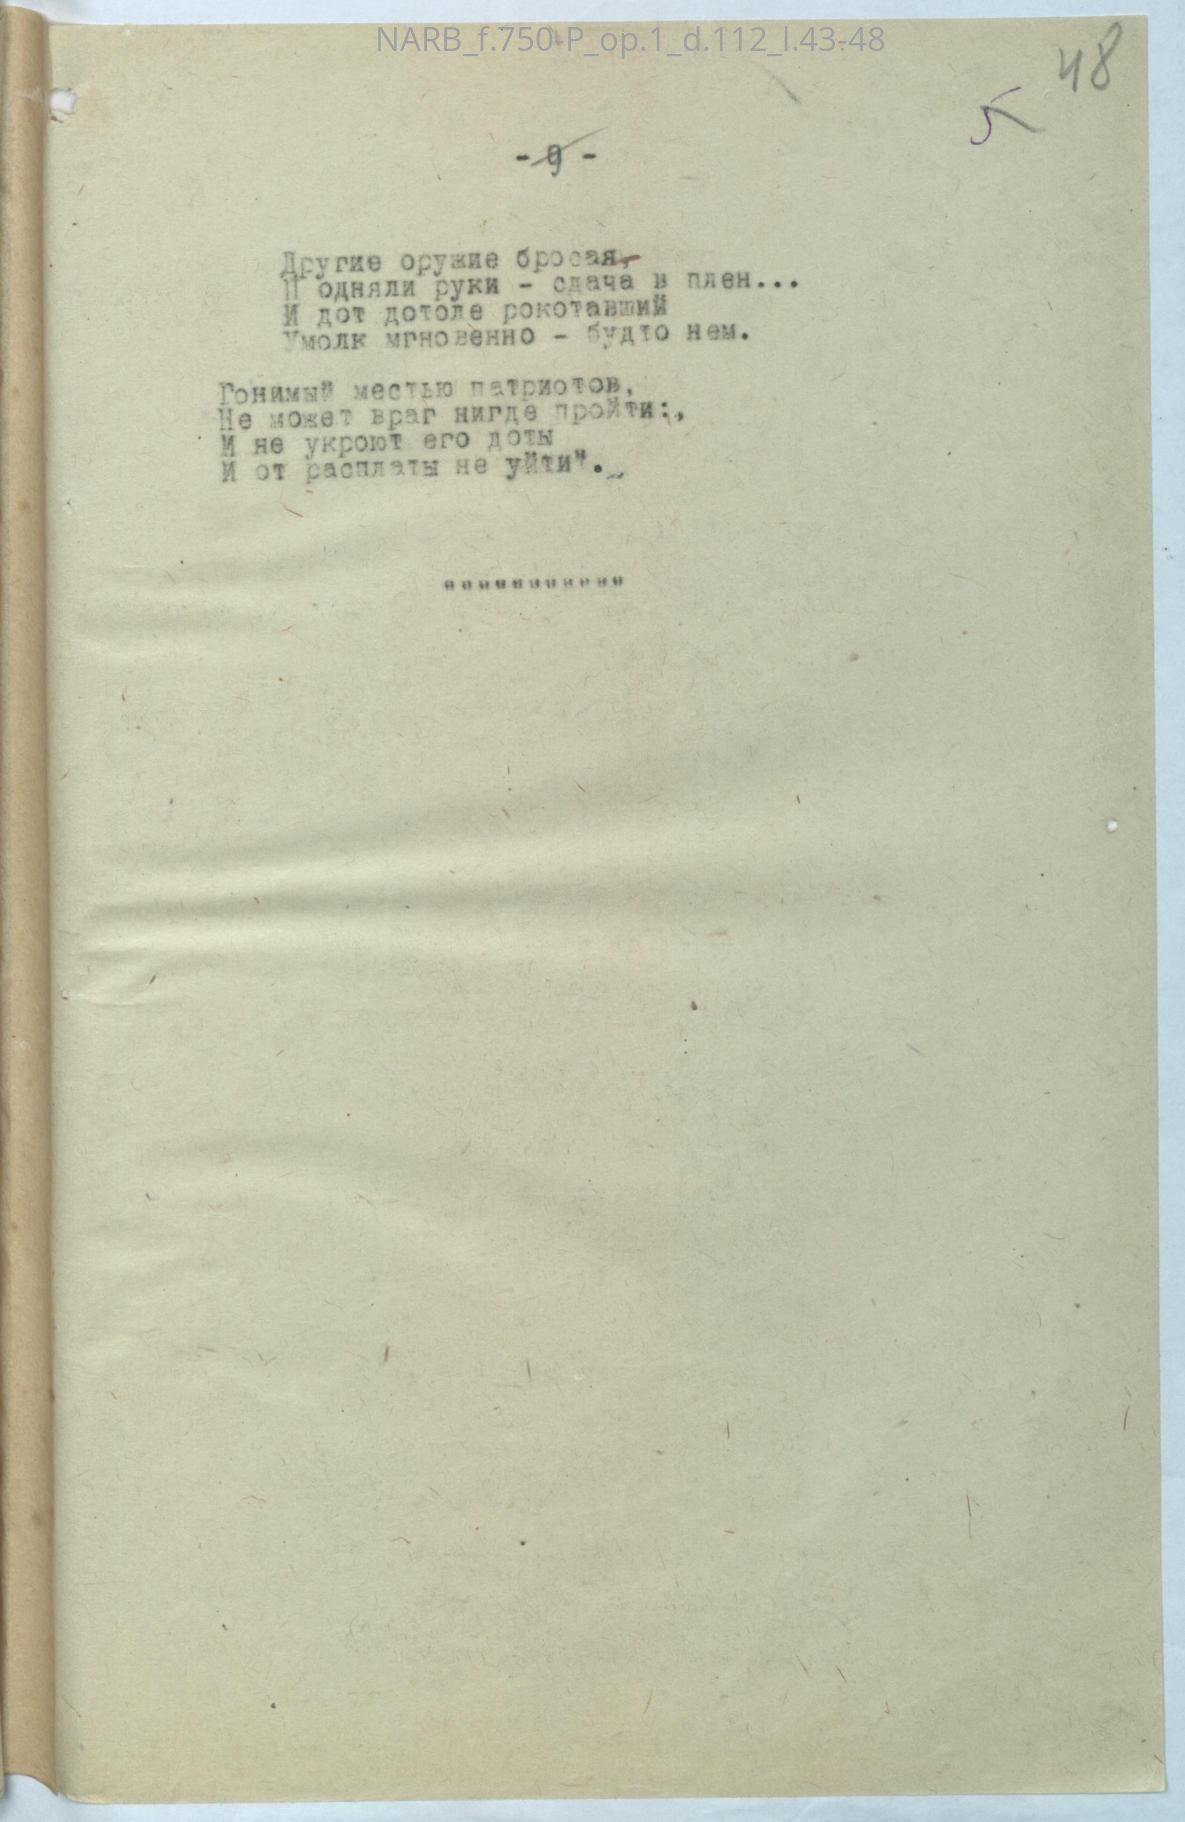 NARB_f.750-P_op.1_d.112_l.43-48
48
5
- 9 -
Другие оружие бросая,
П одняли руки - сдача в плен...
И дот дотоле рокотавший
Умолк мгновенно - будто нем.
Гонимый местью патриотов,
Не может враг нигде пройти:,
И не укроют его доты
И от расплаты не уйти".
"""""""""""